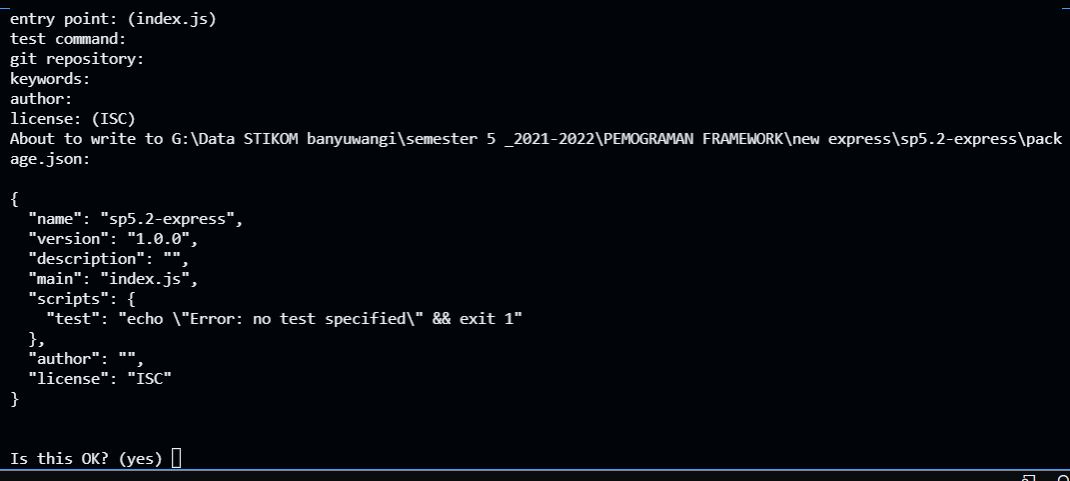 entry point: (index.js)
test command:
git repository:
keywords:
author:
license: (ISC)
About to write to G:\Data STIKOM banyuwangi\semester 5 _2021-2022\PEMOGRAMAN FRAMEWORK\new express\sp5.2-express\pack
age.json:

{
  "name": "sp5.2-express",
  "version": "1.0.0",
  "description": "",
  "main": "index.js",
  "scripts": {
    "test": "echo \"Error: no test specified\" && exit 1"
  },
  "author": "",
  "license": "ISC"
}

Is this OK? (yes)